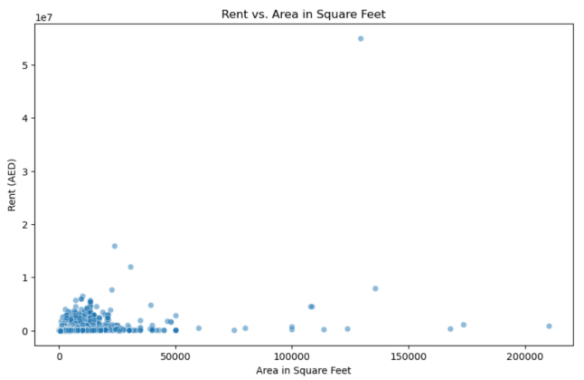 Rent vs. Area in Square Feet
1e7
5
4
3
2
1
0
Rent (AED)
0 50000 100000 150000 200000
Area in Square Feet